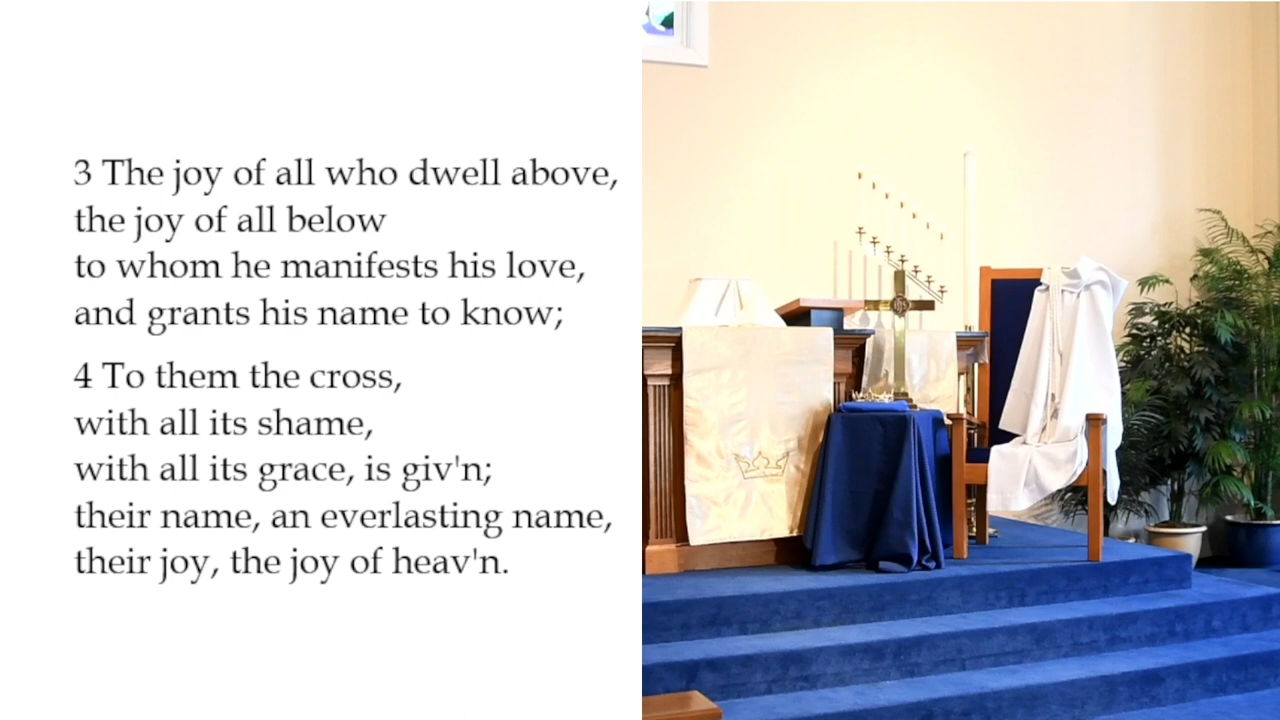 3 The joy of all who dwell above,
the joy of all below
to whom he manifests his love,
and grants his name to know;
4 To them the cross,
with all its shame,
with all its grace, is giv'n;
their name, an everlasting name,
their joy, the joy of heav'n.